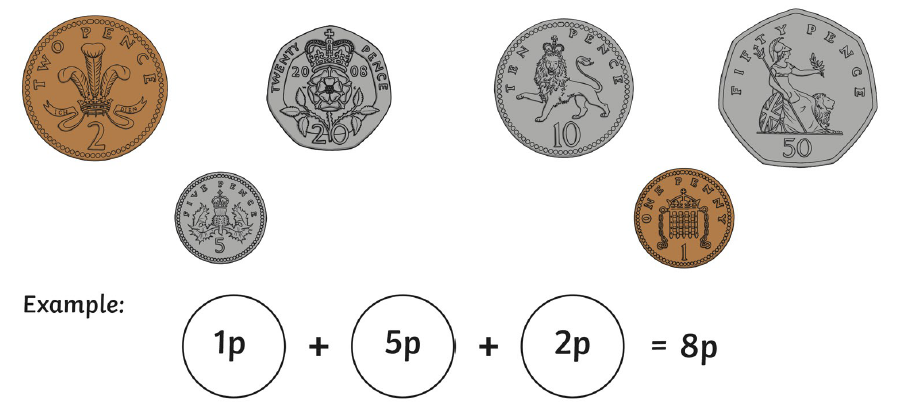 TWO PENCE
2
TWENTY PENCE
2008
20
TEN PENCE
10
FIFTY PENCE
50
FIVE PENCE
5
ONE PENNY
1
Example:
1p + 5p + 2p = 8p